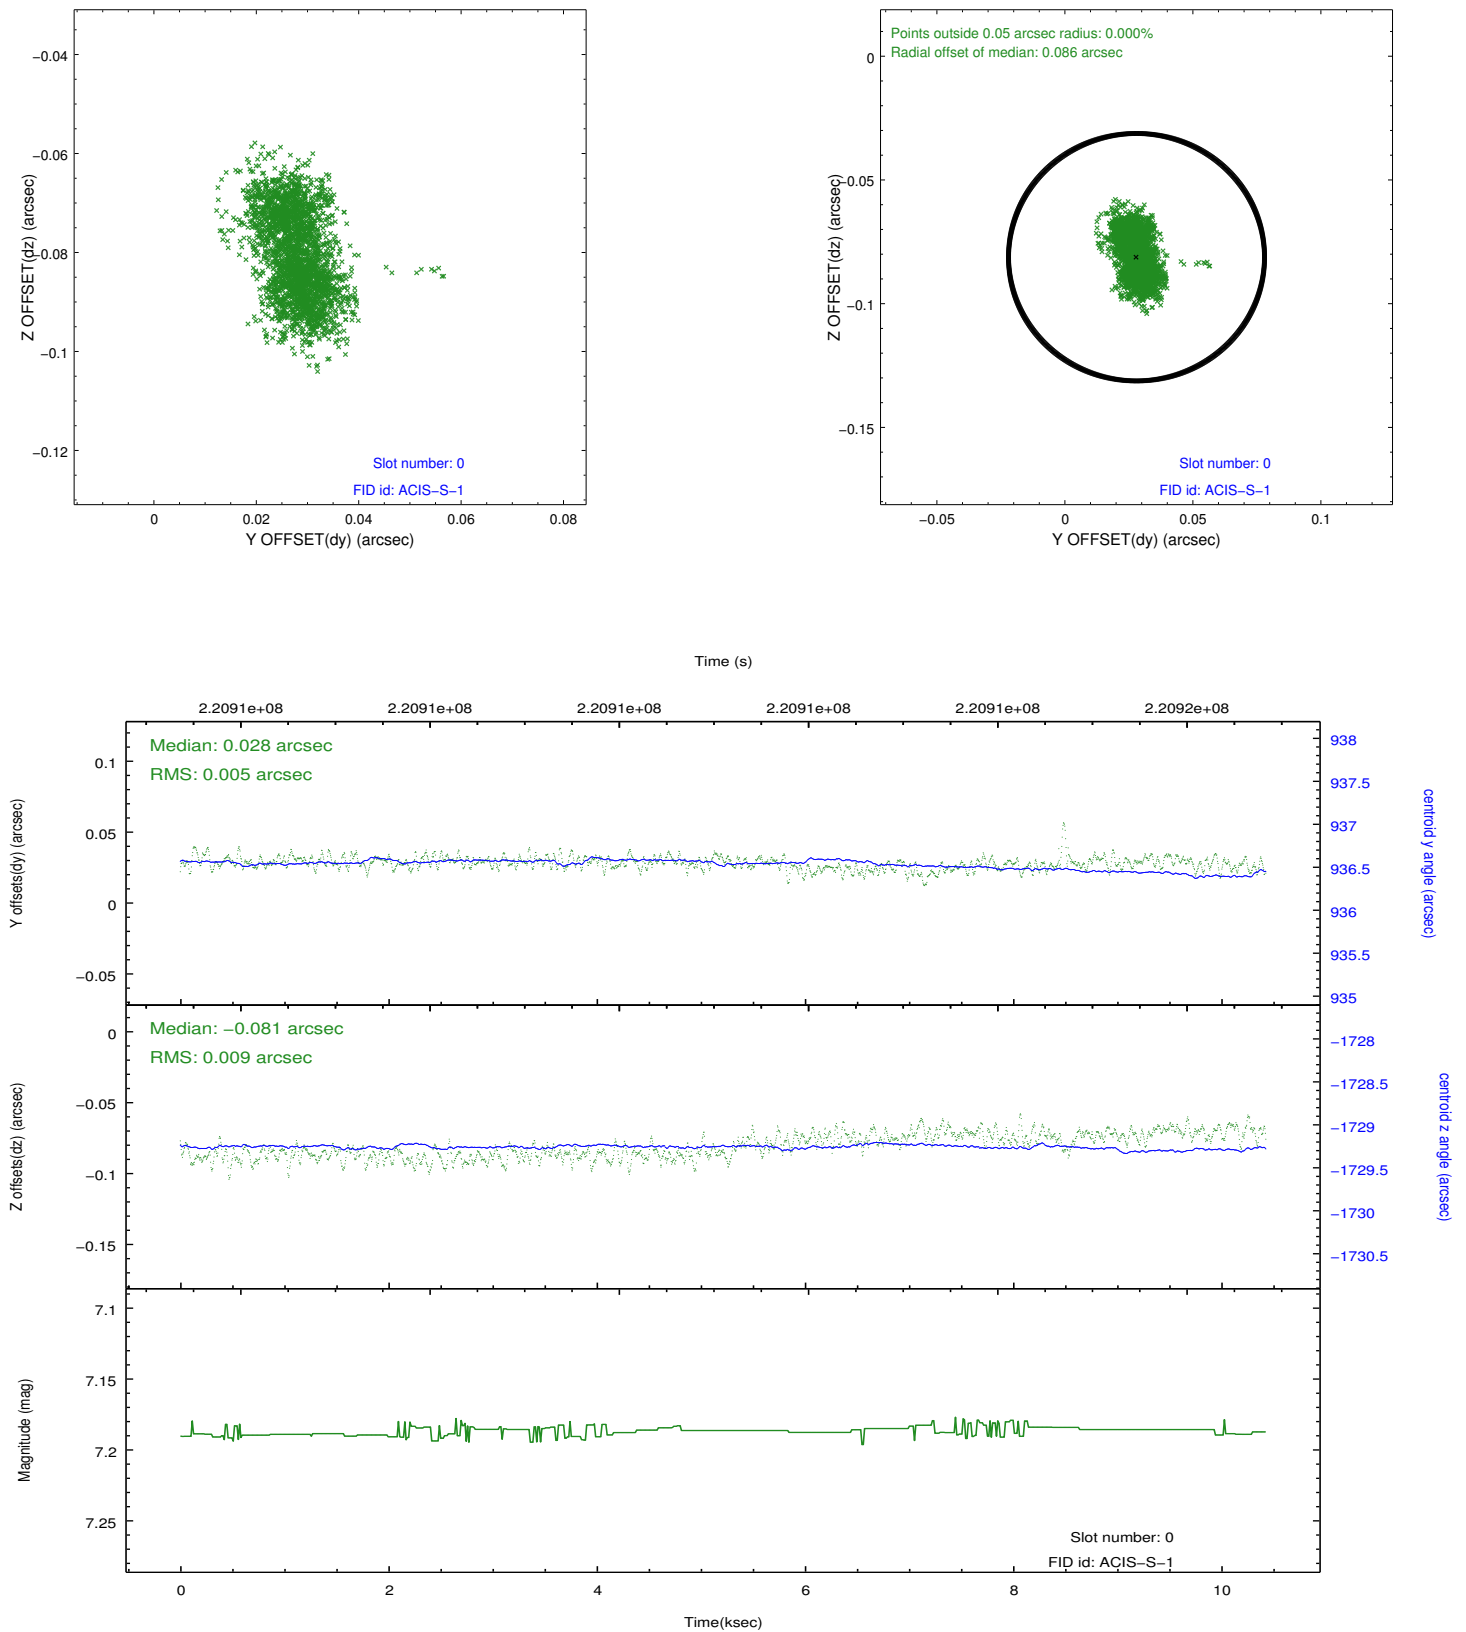 −0.04
−0.06
−0.08
−0.1
−0.12
Z OFFSET(dz) (arcsec)
Slot number: 0
FID id: ACIS−S−1
0 0.02 0.04 0.06 0.08
Y OFFSET(dy) (arcsec)
Points outside 0.05 arcsec radius: 0.000%
Radial offset of median: 0.086 arcsec
0
−0.05
−0.1
−0.15
Z OFFSET(dz) (arcsec)
Slot number: 0
FID id: ACIS−S−1
−0.05 0 0.05 0.1
Y OFFSET(dy) (arcsec)
Time (s)
2.2091e+08 2.2091e+08 2.2091e+08 2.2091e+08 2.2091e+08 2.2092e+08
Median: 0.028 arcsec
RMS: 0.005 arcsec
0.1
0.05
0
−0.05
Y offsets(dy) (arcsec)
938
937.5
937
936.5
936
935.5
935
centroid y angle (arcsec)
Median: −0.081 arcsec
RMS: 0.009 arcsec
0
−0.05
−0.1
−0.15
Z offsets(dz) (arcsec)
−1728
−1728.5
−1729
−1729.5
−1730
−1730.5
centroid z angle (arcsec)
7.1
7.15
7.2
7.25
Magnitude (mag)
Slot number: 0
FID id: ACIS−S−1
0 2 4 6 8 10
Time(ksec)